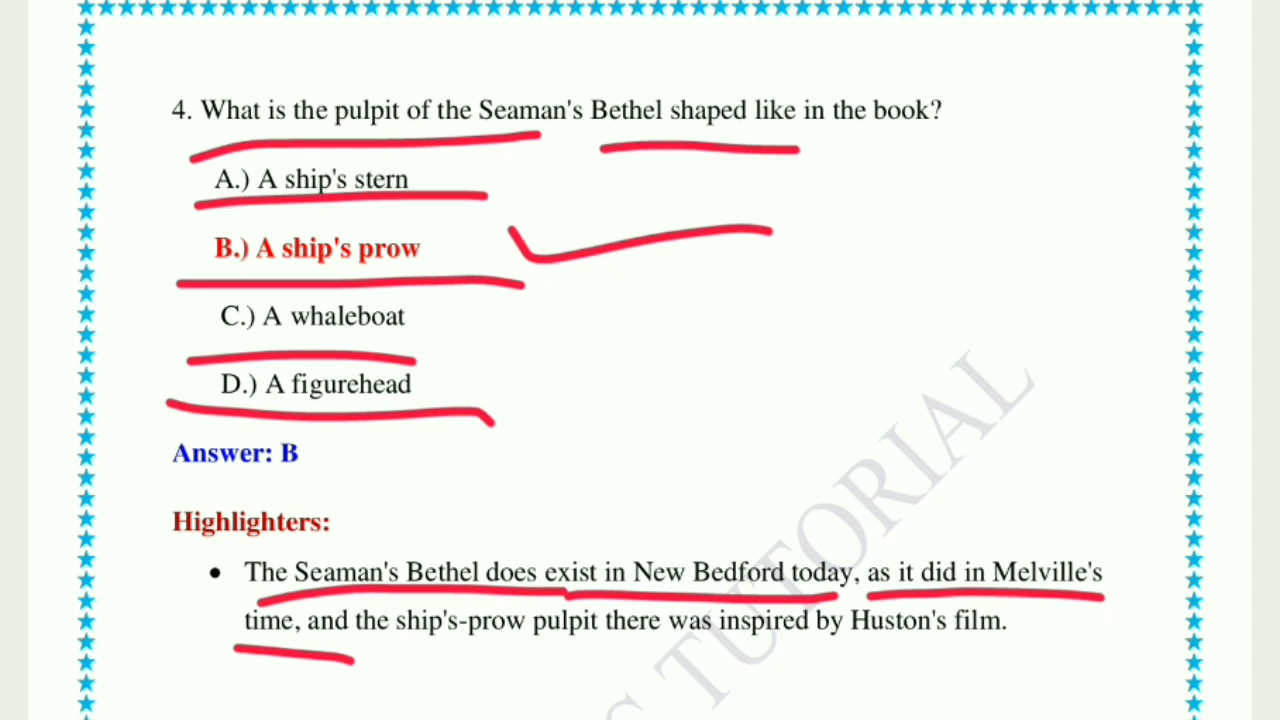 4. What is the pulpit of the Seaman's Bethel shaped like in the book?
A.) A ship's stern
B.) A ship's prow
C.) A whaleboat
D.) A figurehead
Answer: B
Highlighters:
• The Seaman's Bethel does exist in New Bedford today, as it did in Melville's
time, and the ship's-prow pulpit there was inspired by Huston's film.
TUTORIAL